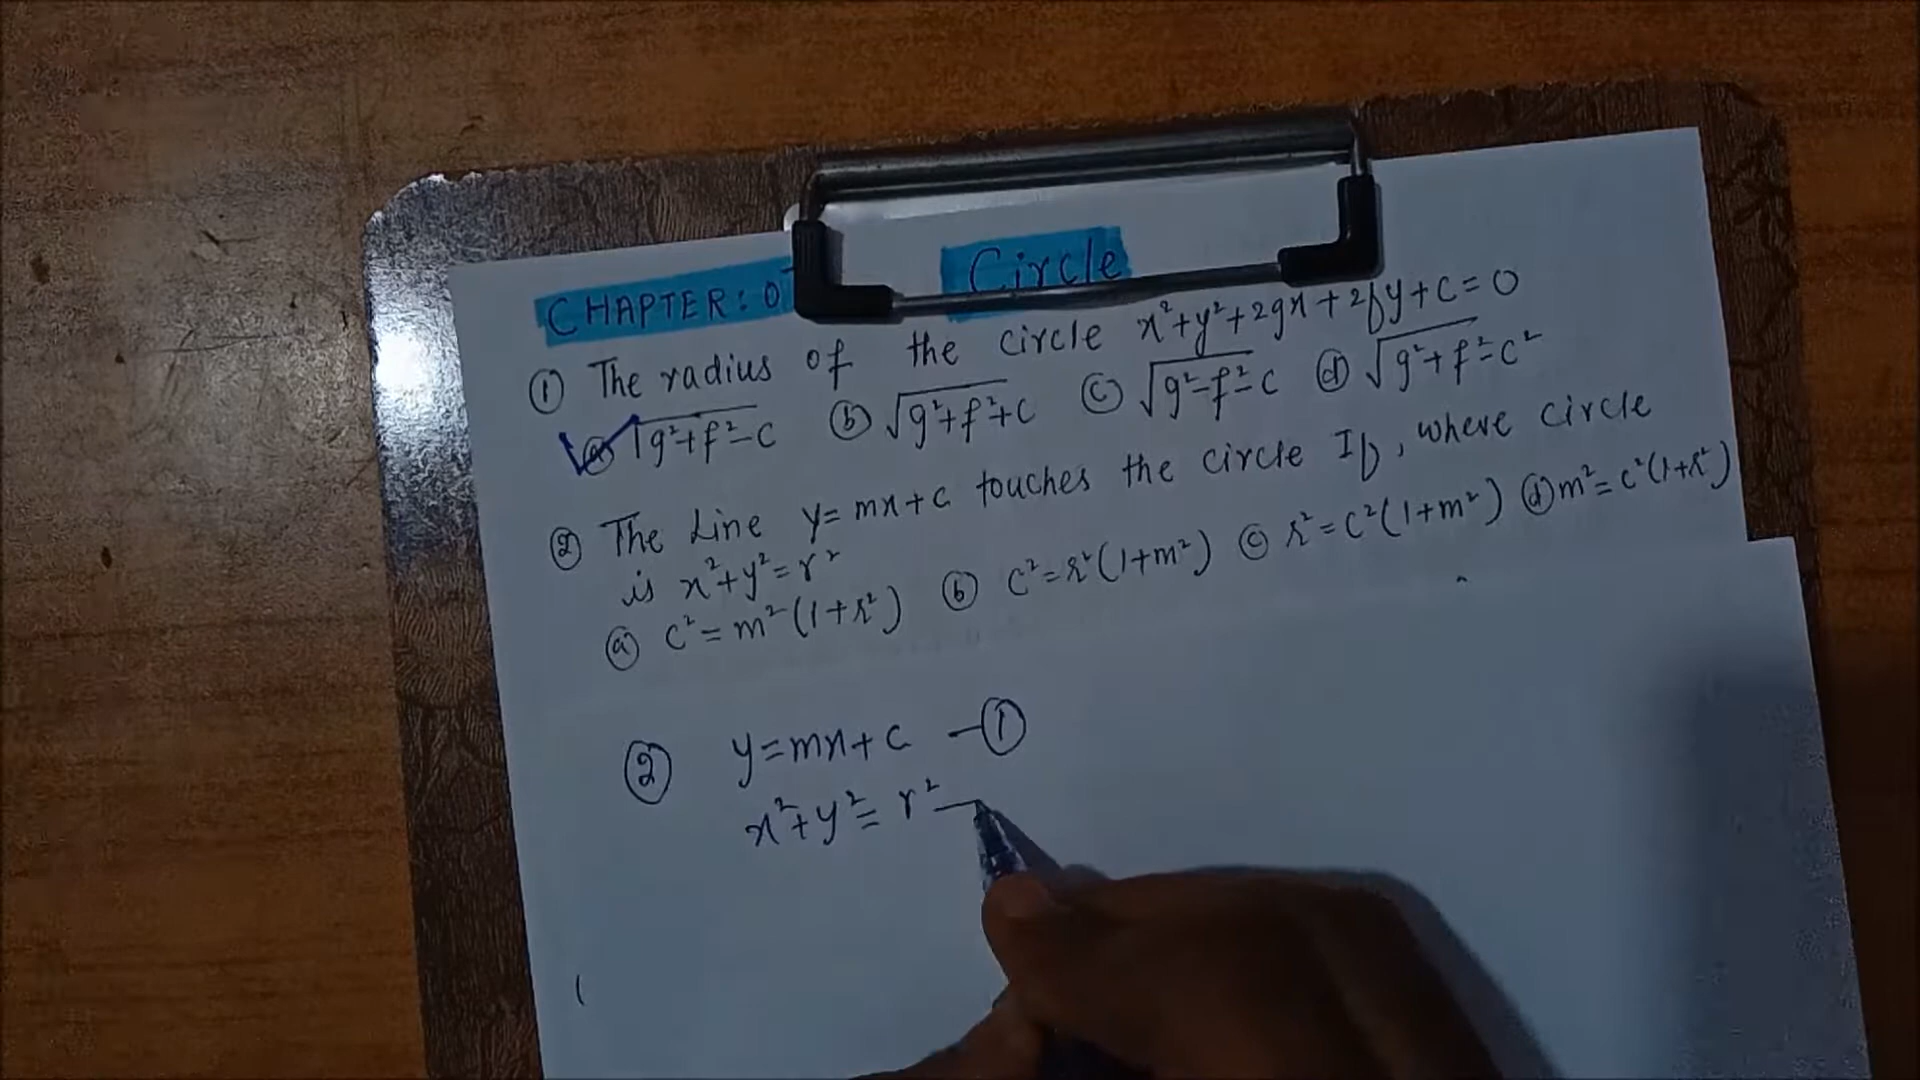 CHAPTER: 0
Circle
① The radius of the circle x²+y²+2gx+2fy+c=0
ⓐ √g²+f²-c ⓑ √g²+f²+c ⓒ √g²-f²-c ⓓ √g²+f²-c²
② The Line y=mx+c touches the circle If, where circle
is x²+y²=r²
ⓐ c²=m²(1+r²) ⓑ c²=r²(1+m²) ⓒ r²=c²(1+m²) ⓓ m²=c²(1+r²)
② y=mx+c —①
x²+y²=r² —